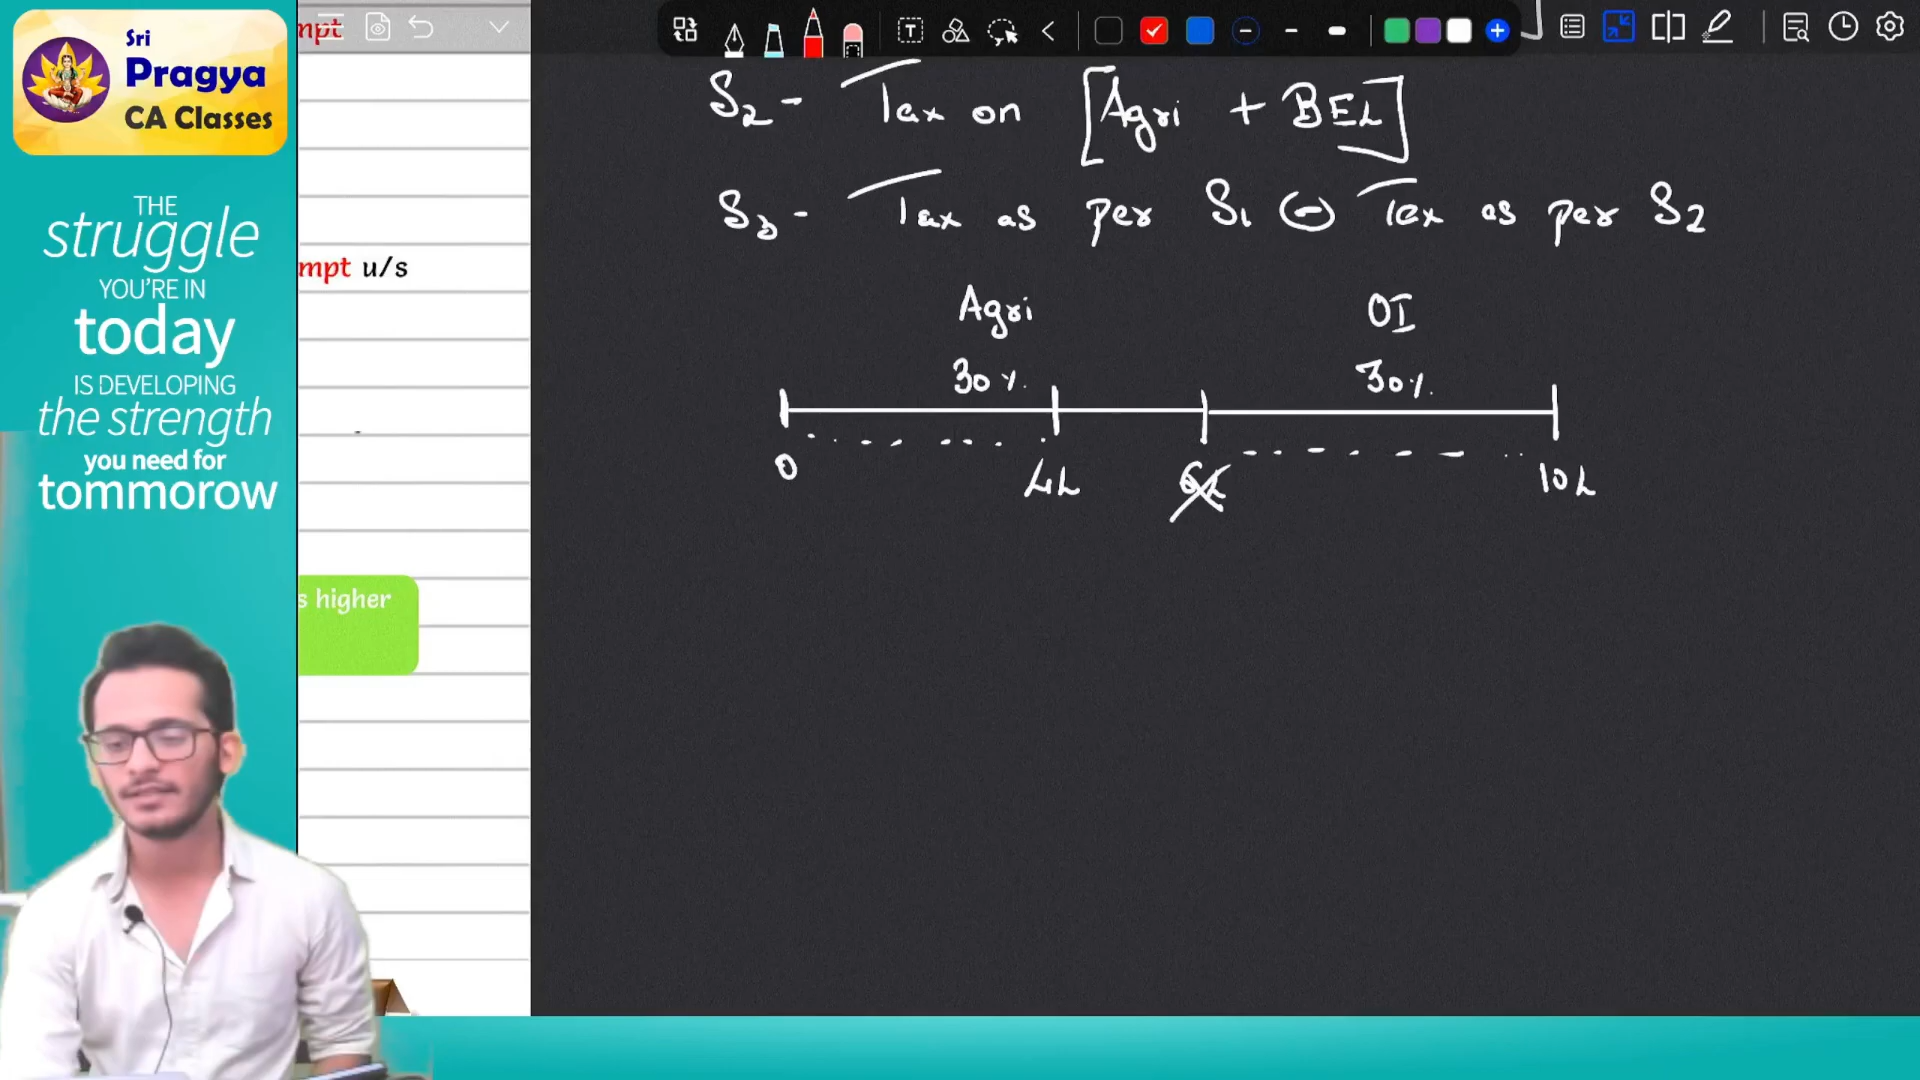 Sri
Pragya
CA Classes
THE
struggle
YOU'RE IN
today
IS DEVELOPING
the strength
you need for
tommorow
mpt
mpt u/s
s higher
S2 - Tax on [Agri + BEL]
S3 - Tax as per S1 (-) Tax as per S2
Agri OI
30%. 30%.
0 4L 6L 10L